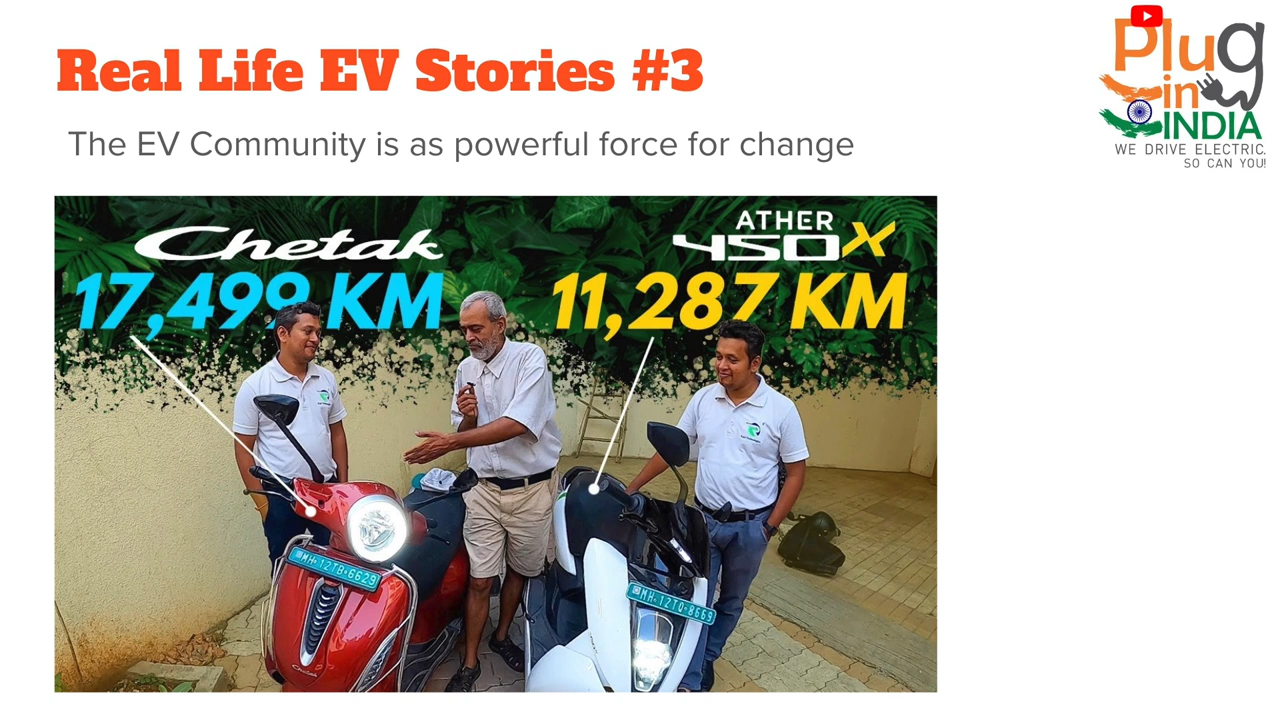 Real Life EV Stories #3
The EV Community is as powerful force for change
Plug
in
INDIA
WE DRIVE ELECTRIC.
SO CAN YOU!
Chetak
17,499 KM
ATHER
450X
11,287 KM
MH-12TB-6629
MH-12TQ-8669
Chetak